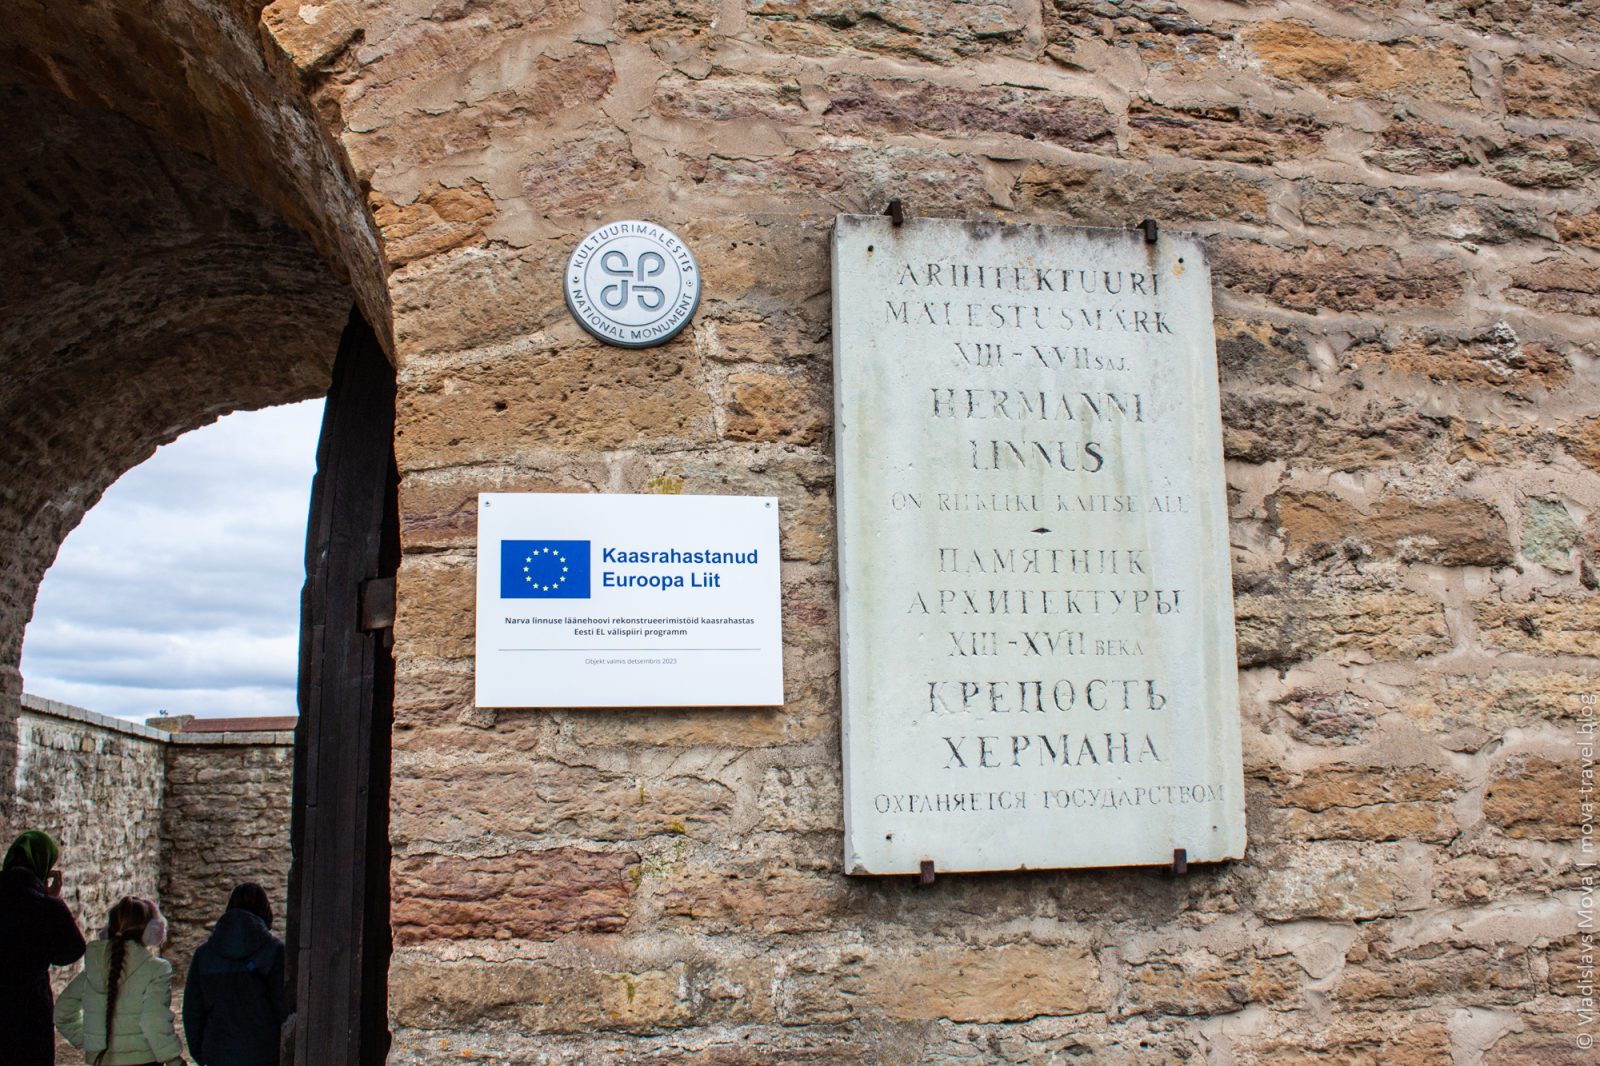 KULTUURIMALESTIS
NATIONAL MONUMENT
Kaasrahastanud
Euroopa Liit
Narva linnuse läänehoovi rekonstrueerimistöid kaasrahastas
Eesti EL välispiiri programm
Objekt valmis detsembris 2023
ARHITEKTUURI
MÄLESTUSMÄRK
XIII-XVII SAJ.
HERMANNI
LINNUS
ON RIIKLIKU KAITSE ALL
ПАМЯТНИК
АРХИТЕКТУРЫ
XIII-XVII ВЕКА
КРЕПОСТЬ
ХЕРМАНА
ОХРАНЯЕТСЯ ГОСУДАРСТВОМ
© Vladislavs Mova | mova.travel.blog